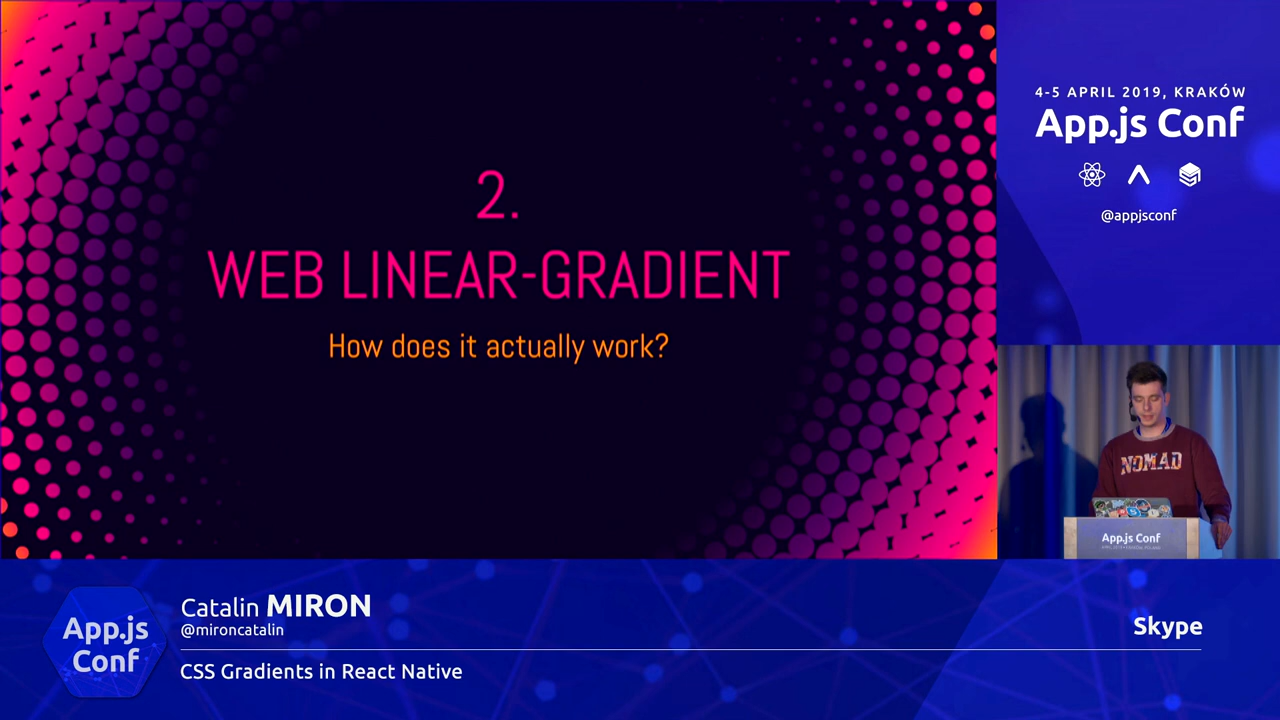 2.
WEB LINEAR-GRADIENT
How does it actually work?
4-5 APRIL 2019, KRAKÓW
App.js Conf
@appjsconf
NOMAD
App.js Conf
App.js
Conf
Catalin MIRON
@mironcatalin
CSS Gradients in React Native
Skype